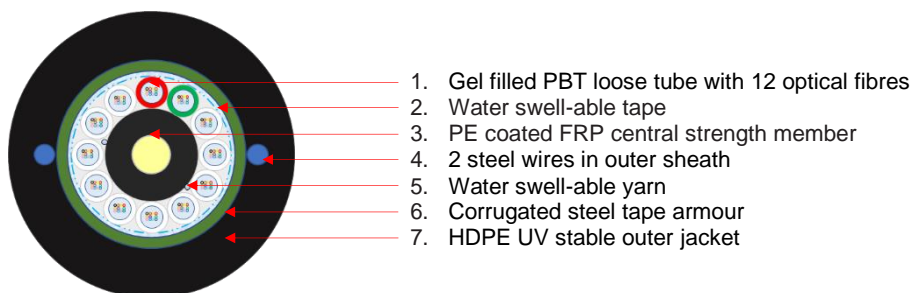 1. Gel filled PBT loose tube with 12 optical fibres
2. Water swell-able tape
3. PE coated FRP central strength member
4. 2 steel wires in outer sheath
5. Water swell-able yarn
6. Corrugated steel tape armour
7. HDPE UV stable outer jacket